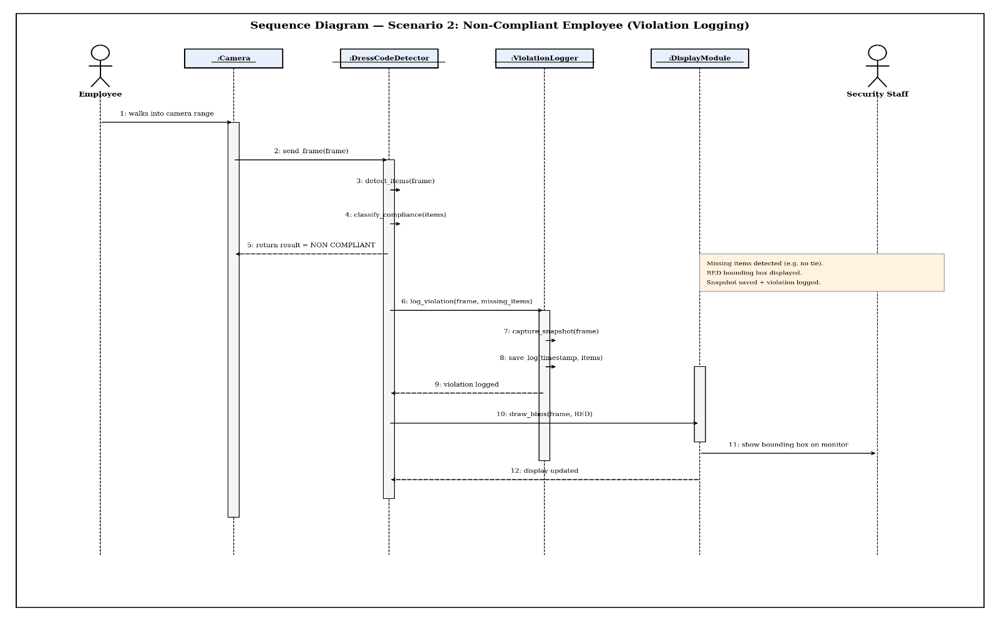 Sequence Diagram — Scenario 2: Non-Compliant Employee (Violation Logging)
:Camera
:DressCodeDetector
:ViolationLogger
:DisplayModule
Employee
Security Staff
1: walks into camera range
2: send_frame(frame)
3: detect_items(frame)
4: classify_compliance(items)
5: return result = NON-COMPLIANT
Missing items detected (e.g. no tie).
RED bounding box displayed.
Snapshot saved + violation logged.
6: log_violation(frame, missing_items)
7: capture_snapshot(frame)
8: save_log(timestamp, items)
9: violation logged
10: draw_bbox(frame, RED)
11: show bounding box on monitor
12: display updated